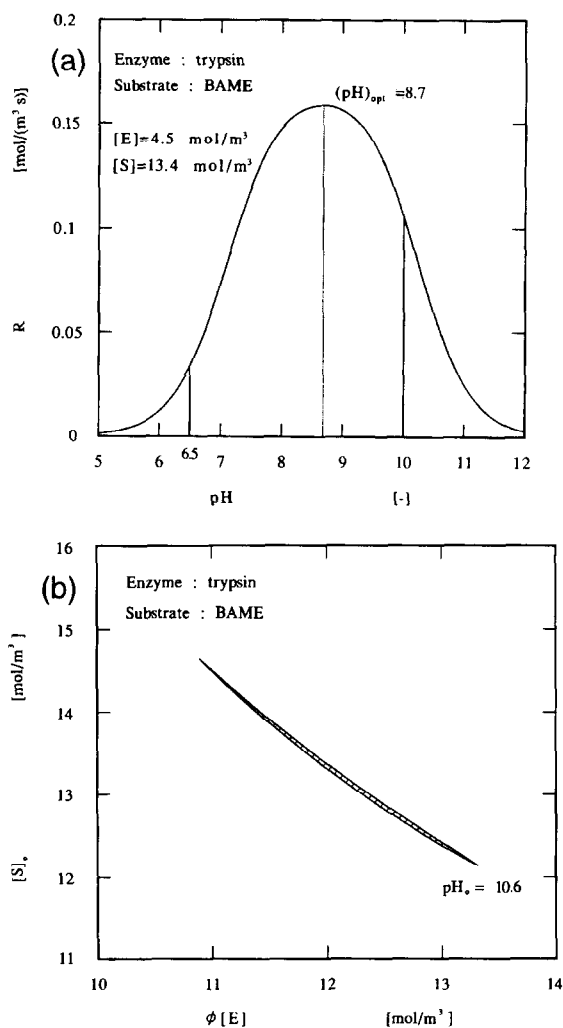 (a)
0.2
0.15
0.1
0.05
0
[mol/(m³ s)]
R
Enzyme : trypsin
Substrate : BAME
[E]=4.5 mol/m³
[S]=13.4 mol/m³
(pH)opt =8.7
5 6 6.5 7 8 9 10 11 12
pH [-]
(b)
16
15
14
13
12
11
[mol/m³]
[S]ₒ
Enzyme : trypsin
Substrate : BAME
pHₒ = 10.6
10 11 12 13 14
ϕ[E] [mol/m³]